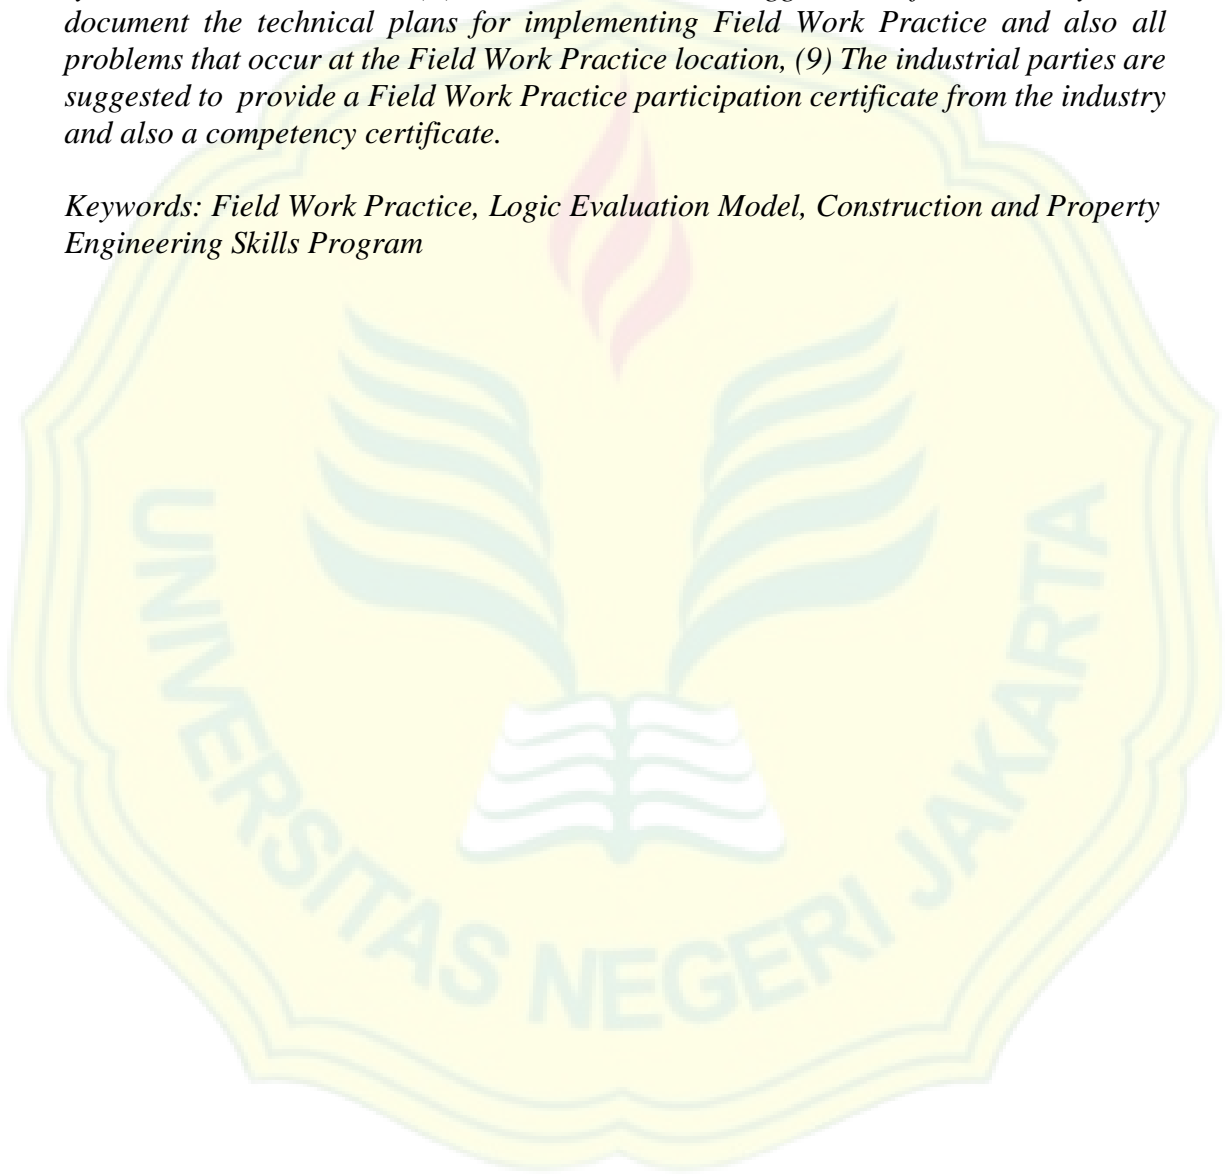 document the technical plans for implementing Field Work Practice and also all
problems that occur at the Field Work Practice location, (9) The industrial parties are
suggested to  provide a Field Work Practice participation certificate from the industry
and also a competency certificate.
Keywords: Field Work Practice, Logic Evaluation Model, Construction and Property
Engineering Skills Program
UNIVERSITAS NEGERI JAKARTA